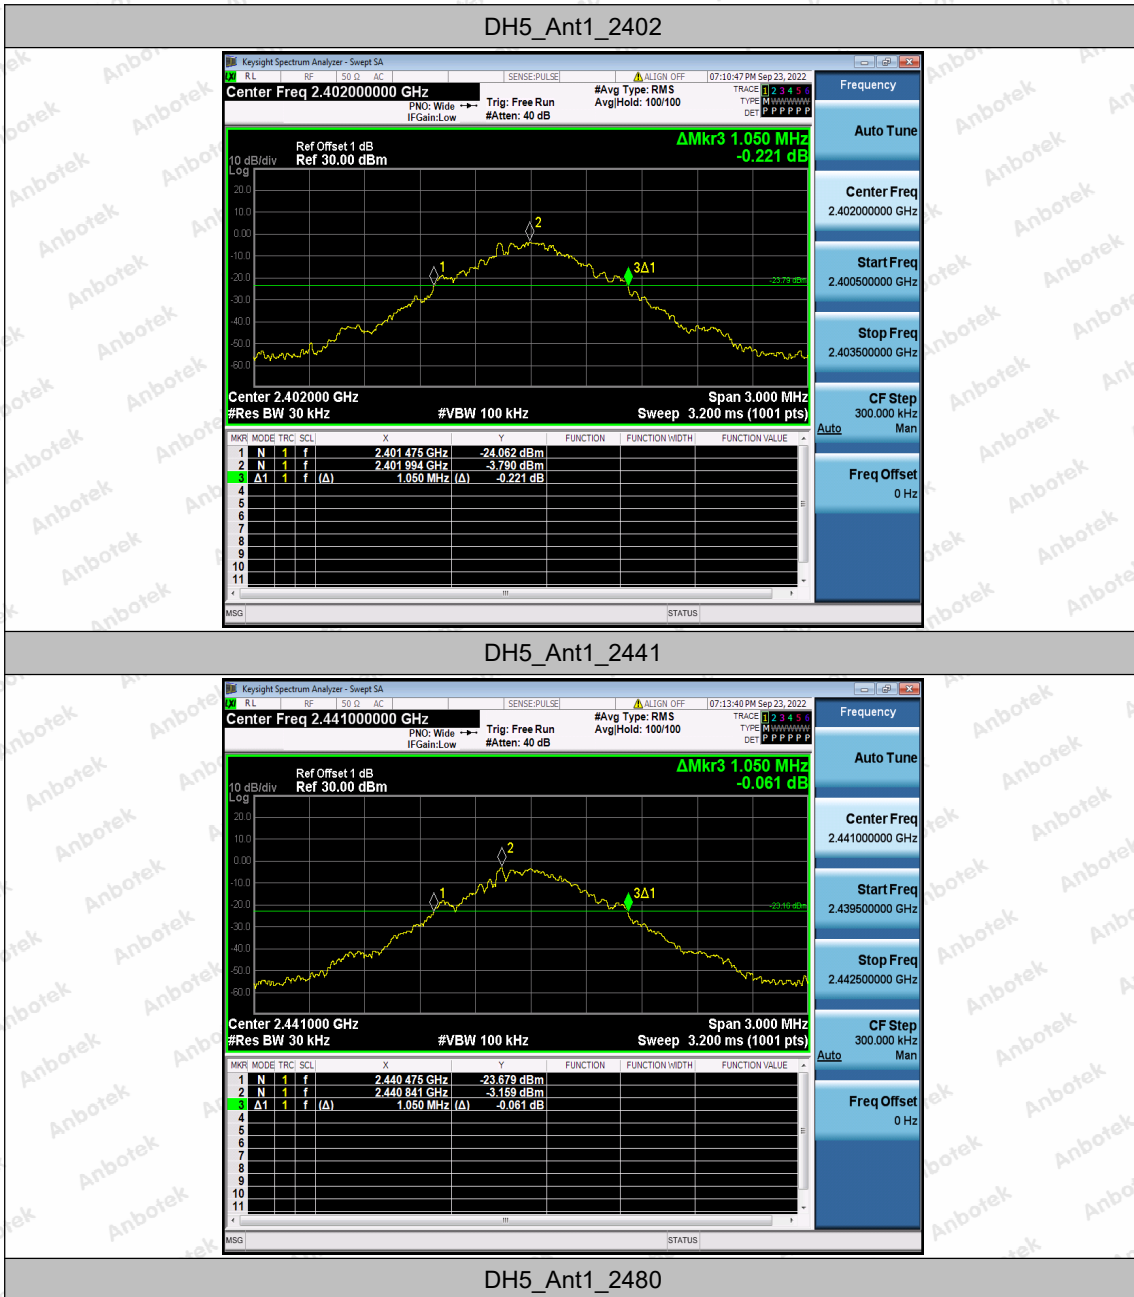 DH5_Ant1_2402
Keysight Spectrum Analyzer - Swept SA
LXI RL RF 50 Ω AC SENSE:PULSE ALIGN OFF 07:10:47 PM Sep 23, 2022
Center Freq 2.402000000 GHz
PNO: Wide
IFGain:Low
Trig: Free Run
#Atten: 40 dB
#Avg Type: RMS
Avg|Hold: 100/100
TRACE 1 2 3 4 5 6
TYPE M W W W W W
DET P P P P P P
ΔMkr3 1.050 MHz
-0.221 dB
Ref Offset 1 dB
10 dB/div Ref 30.00 dBm
Log
20.0
10.0
0.00
-10.0
-20.0
-30.0
-40.0
-50.0
-60.0
2
1
3Δ1
-23.79 dBm
Center 2.402000 GHz Span 3.000 MHz
#Res BW 30 kHz #VBW 100 kHz Sweep 3.200 ms (1001 pts)
MKR MODE TRC SCL X Y FUNCTION FUNCTION WIDTH FUNCTION VALUE
1 N 1 f 2.401 475 GHz -24.062 dBm
2 N 1 f 2.401 994 GHz -3.790 dBm
3 Δ1 1 f (Δ) 1.050 MHz (Δ) -0.221 dB
4
5
6
7
8
9
10
11
MSG STATUS
Frequency
Auto Tune
Center Freq
2.402000000 GHz
Start Freq
2.400500000 GHz
Stop Freq
2.403500000 GHz
CF Step
300.000 kHz
Auto Man
Freq Offset
0 Hz
DH5_Ant1_2441
Keysight Spectrum Analyzer - Swept SA
LXI RL RF 50 Ω AC SENSE:PULSE ALIGN OFF 07:13:40 PM Sep 23, 2022
Center Freq 2.441000000 GHz
PNO: Wide
IFGain:Low
Trig: Free Run
#Atten: 40 dB
#Avg Type: RMS
Avg|Hold: 100/100
TRACE 1 2 3 4 5 6
TYPE M W W W W W
DET P P P P P P
ΔMkr3 1.050 MHz
-0.061 dB
Ref Offset 1 dB
10 dB/div Ref 30.00 dBm
Log
20.0
10.0
0.00
-10.0
-20.0
-30.0
-40.0
-50.0
-60.0
2
1
3Δ1
-23.16 dBm
Center 2.441000 GHz Span 3.000 MHz
#Res BW 30 kHz #VBW 100 kHz Sweep 3.200 ms (1001 pts)
MKR MODE TRC SCL X Y FUNCTION FUNCTION WIDTH FUNCTION VALUE
1 N 1 f 2.440 475 GHz -23.679 dBm
2 N 1 f 2.440 841 GHz -3.159 dBm
3 Δ1 1 f (Δ) 1.050 MHz (Δ) -0.061 dB
4
5
6
7
8
9
10
11
MSG STATUS
Frequency
Auto Tune
Center Freq
2.441000000 GHz
Start Freq
2.439500000 GHz
Stop Freq
2.442500000 GHz
CF Step
300.000 kHz
Auto Man
Freq Offset
0 Hz
DH5_Ant1_2480
Anbotek